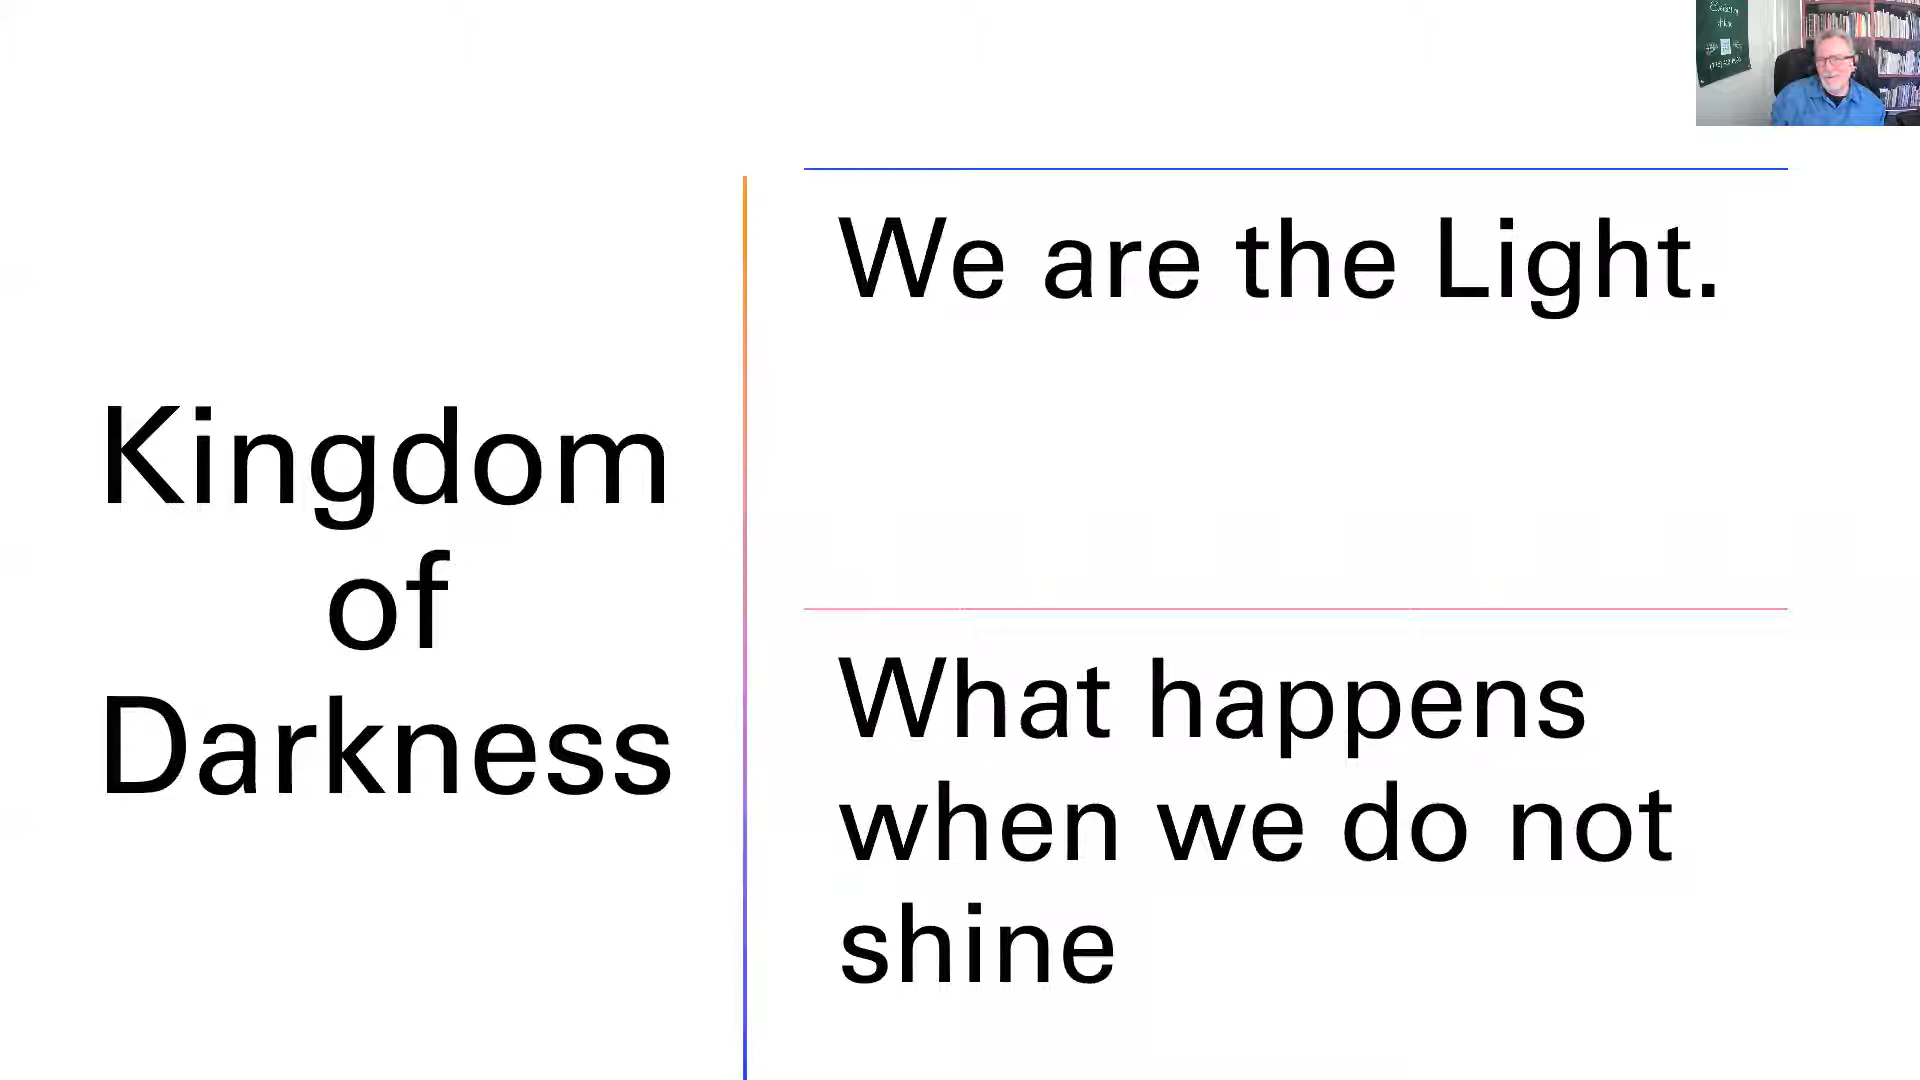 Kingdom
of
Darkness
We are the Light.
What happens
when we do not
shine